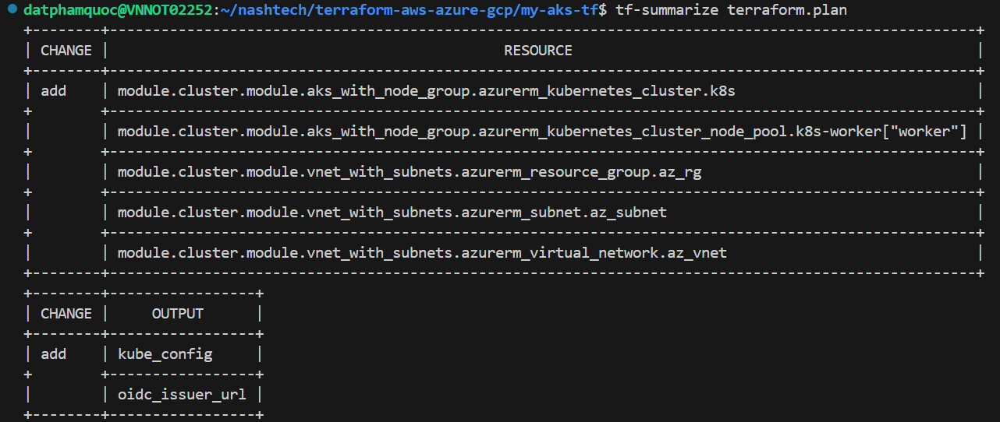 datphamquoc@VNNOT02252:~/nashtech/terraform-aws-azure-gcp/my-aks-tf$ tf-summarize terraform.plan
+--------+-----------------------------------------------------------------------------------------------------+
| CHANGE |                                              RESOURCE                                               |
+--------+-----------------------------------------------------------------------------------------------------+
| add    | module.cluster.module.aks_with_node_group.azurerm_kubernetes_cluster.k8s                            |
+        +-----------------------------------------------------------------------------------------------------+
|        | module.cluster.module.aks_with_node_group.azurerm_kubernetes_cluster_node_pool.k8s-worker["worker"] |
+        +-----------------------------------------------------------------------------------------------------+
|        | module.cluster.module.vnet_with_subnets.azurerm_resource_group.az_rg                                |
+        +-----------------------------------------------------------------------------------------------------+
|        | module.cluster.module.vnet_with_subnets.azurerm_subnet.az_subnet                                    |
+        +-----------------------------------------------------------------------------------------------------+
|        | module.cluster.module.vnet_with_subnets.azurerm_virtual_network.az_vnet                             |
+--------+-----------------------------------------------------------------------------------------------------+
+--------+-----------------+
| CHANGE |     OUTPUT      |
+--------+-----------------+
| add    | kube_config     |
+        +-----------------+
|        | oidc_issuer_url |
+--------+-----------------+